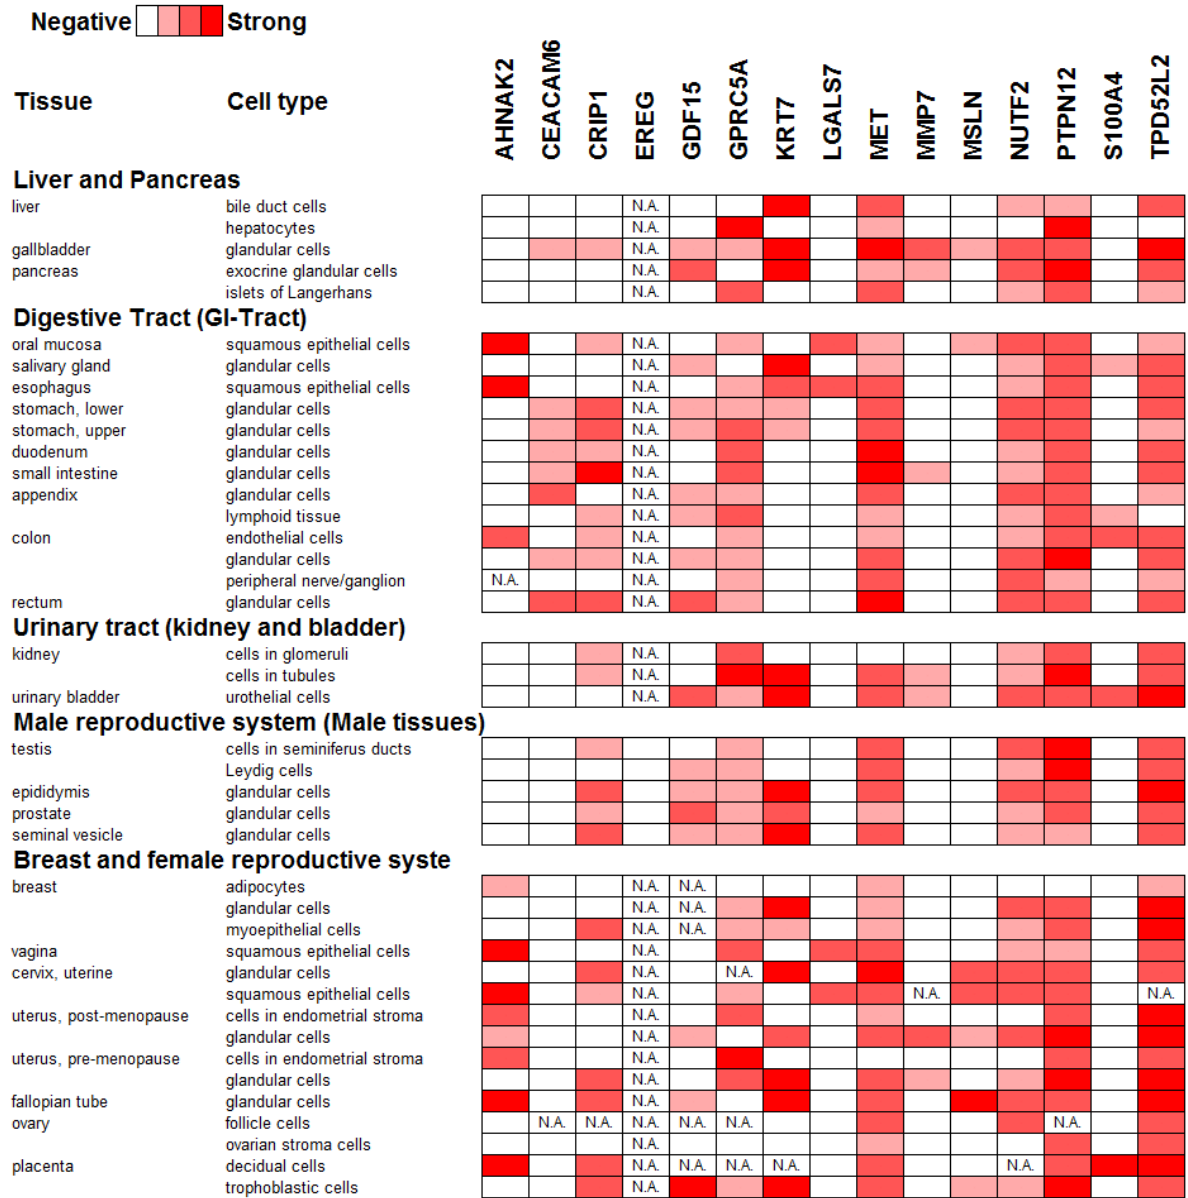 Negative Strong
Tissue Cell type AHNAK2 CEACAM6 CRIP1 EREG GDF15 GPRC5A KRT7 LGALS7 MET MMP7 MSLN NUTF2 PTPN12 S100A4 TPD52L2
Liver and Pancreas
liver bile duct cells N.A.
hepatocytes N.A.
gallbladder glandular cells N.A.
pancreas exocrine glandular cells N.A.
islets of Langerhans N.A.
Digestive Tract (GI-Tract)
oral mucosa squamous epithelial cells N.A.
salivary gland glandular cells N.A.
esophagus squamous epithelial cells N.A.
stomach, lower glandular cells N.A.
stomach, upper glandular cells N.A.
duodenum glandular cells N.A.
small intestine glandular cells N.A.
appendix glandular cells N.A.
lymphoid tissue N.A.
colon endothelial cells N.A.
glandular cells N.A.
peripheral nerve/ganglion N.A. N.A.
rectum glandular cells N.A.
Urinary tract (kidney and bladder)
kidney cells in glomeruli N.A.
cells in tubules N.A.
urinary bladder urothelial cells N.A.
Male reproductive system (Male tissues)
testis cells in seminiferus ducts
Leydig cells
epididymis glandular cells
prostate glandular cells
seminal vesicle glandular cells
Breast and female reproductive syste
breast adipocytes N.A. N.A.
glandular cells N.A. N.A.
myoepithelial cells N.A. N.A.
vagina squamous epithelial cells N.A.
cervix, uterine glandular cells N.A. N.A.
squamous epithelial cells N.A. N.A. N.A.
uterus, post-menopause cells in endometrial stroma N.A.
glandular cells N.A.
uterus, pre-menopause cells in endometrial stroma N.A.
glandular cells N.A.
fallopian tube glandular cells N.A.
ovary follicle cells N.A. N.A. N.A. N.A. N.A. N.A.
ovarian stroma cells N.A.
placenta decidual cells N.A. N.A. N.A. N.A. N.A.
trophoblastic cells N.A.